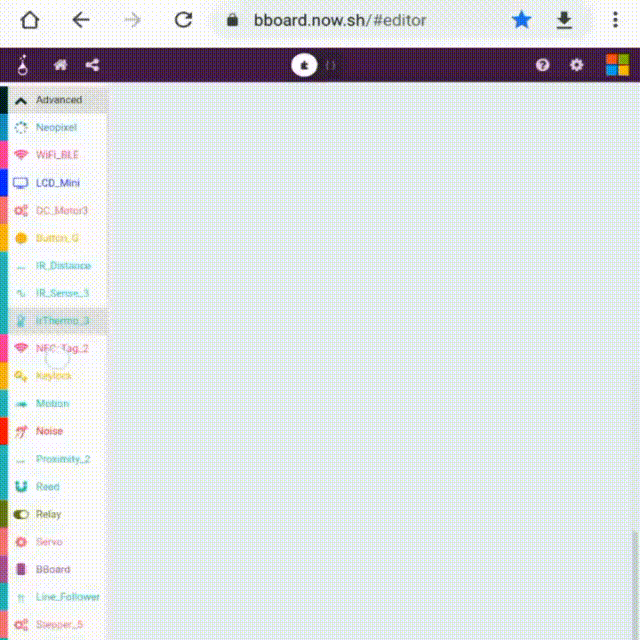 bboard.now.sh/#editor
Advanced
Neopixel
WiFi_BLE
LCD_Mini
DC_Motor3
Button_G
IR_Distance
IR_Sense_3
IrThermo_3
NFC_Tag_2
Keylock
Motion
Noise
Proximity_2
Reed
Relay
Servo
BBoard
Line_Follower
Stepper_5